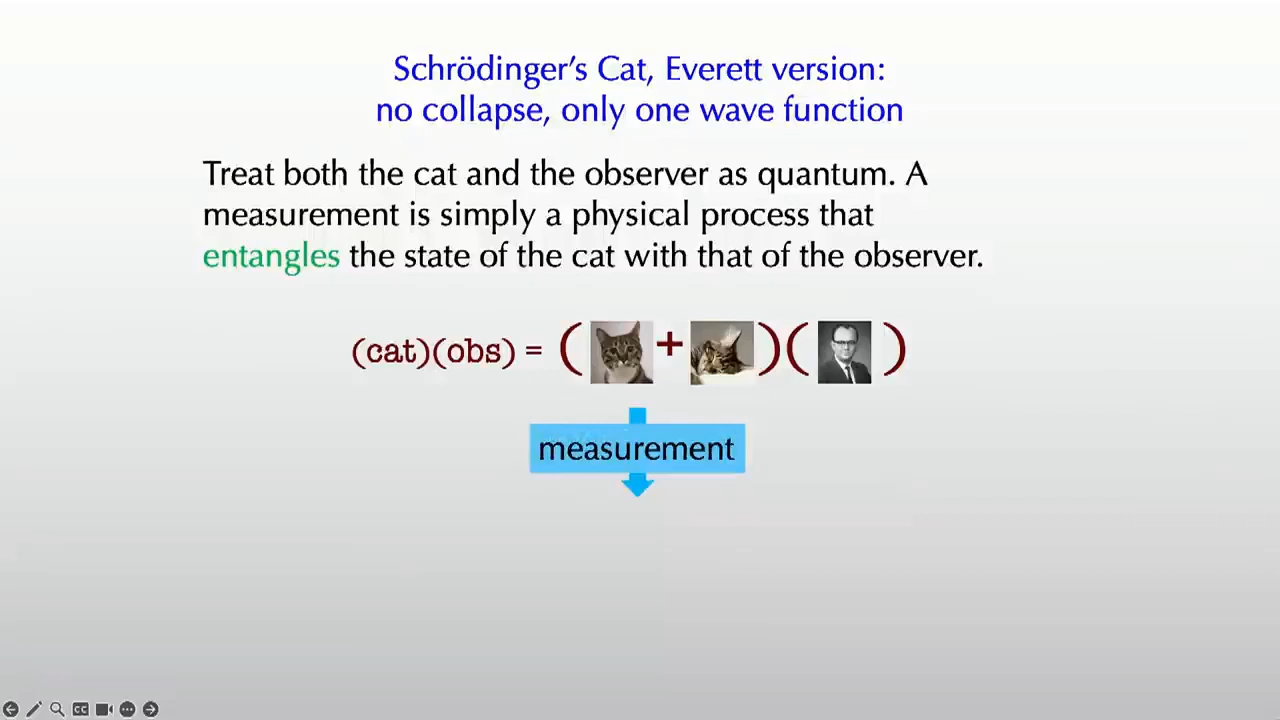 Schrödinger's Cat, Everett version:
no collapse, only one wave function
Treat both the cat and the observer as quantum. A
measurement is simply a physical process that
entangles the state of the cat with that of the observer.
(cat)(obs) = ( + )( )
measurement
CC